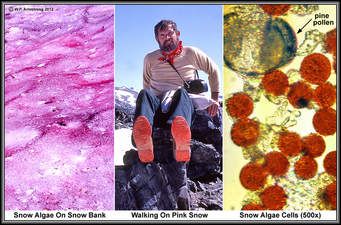 © W.P. Armstrong 2012
pine
pollen
Snow Algae On Snow Bank
Walking On Pink Snow
Snow Algae Cells (500x)